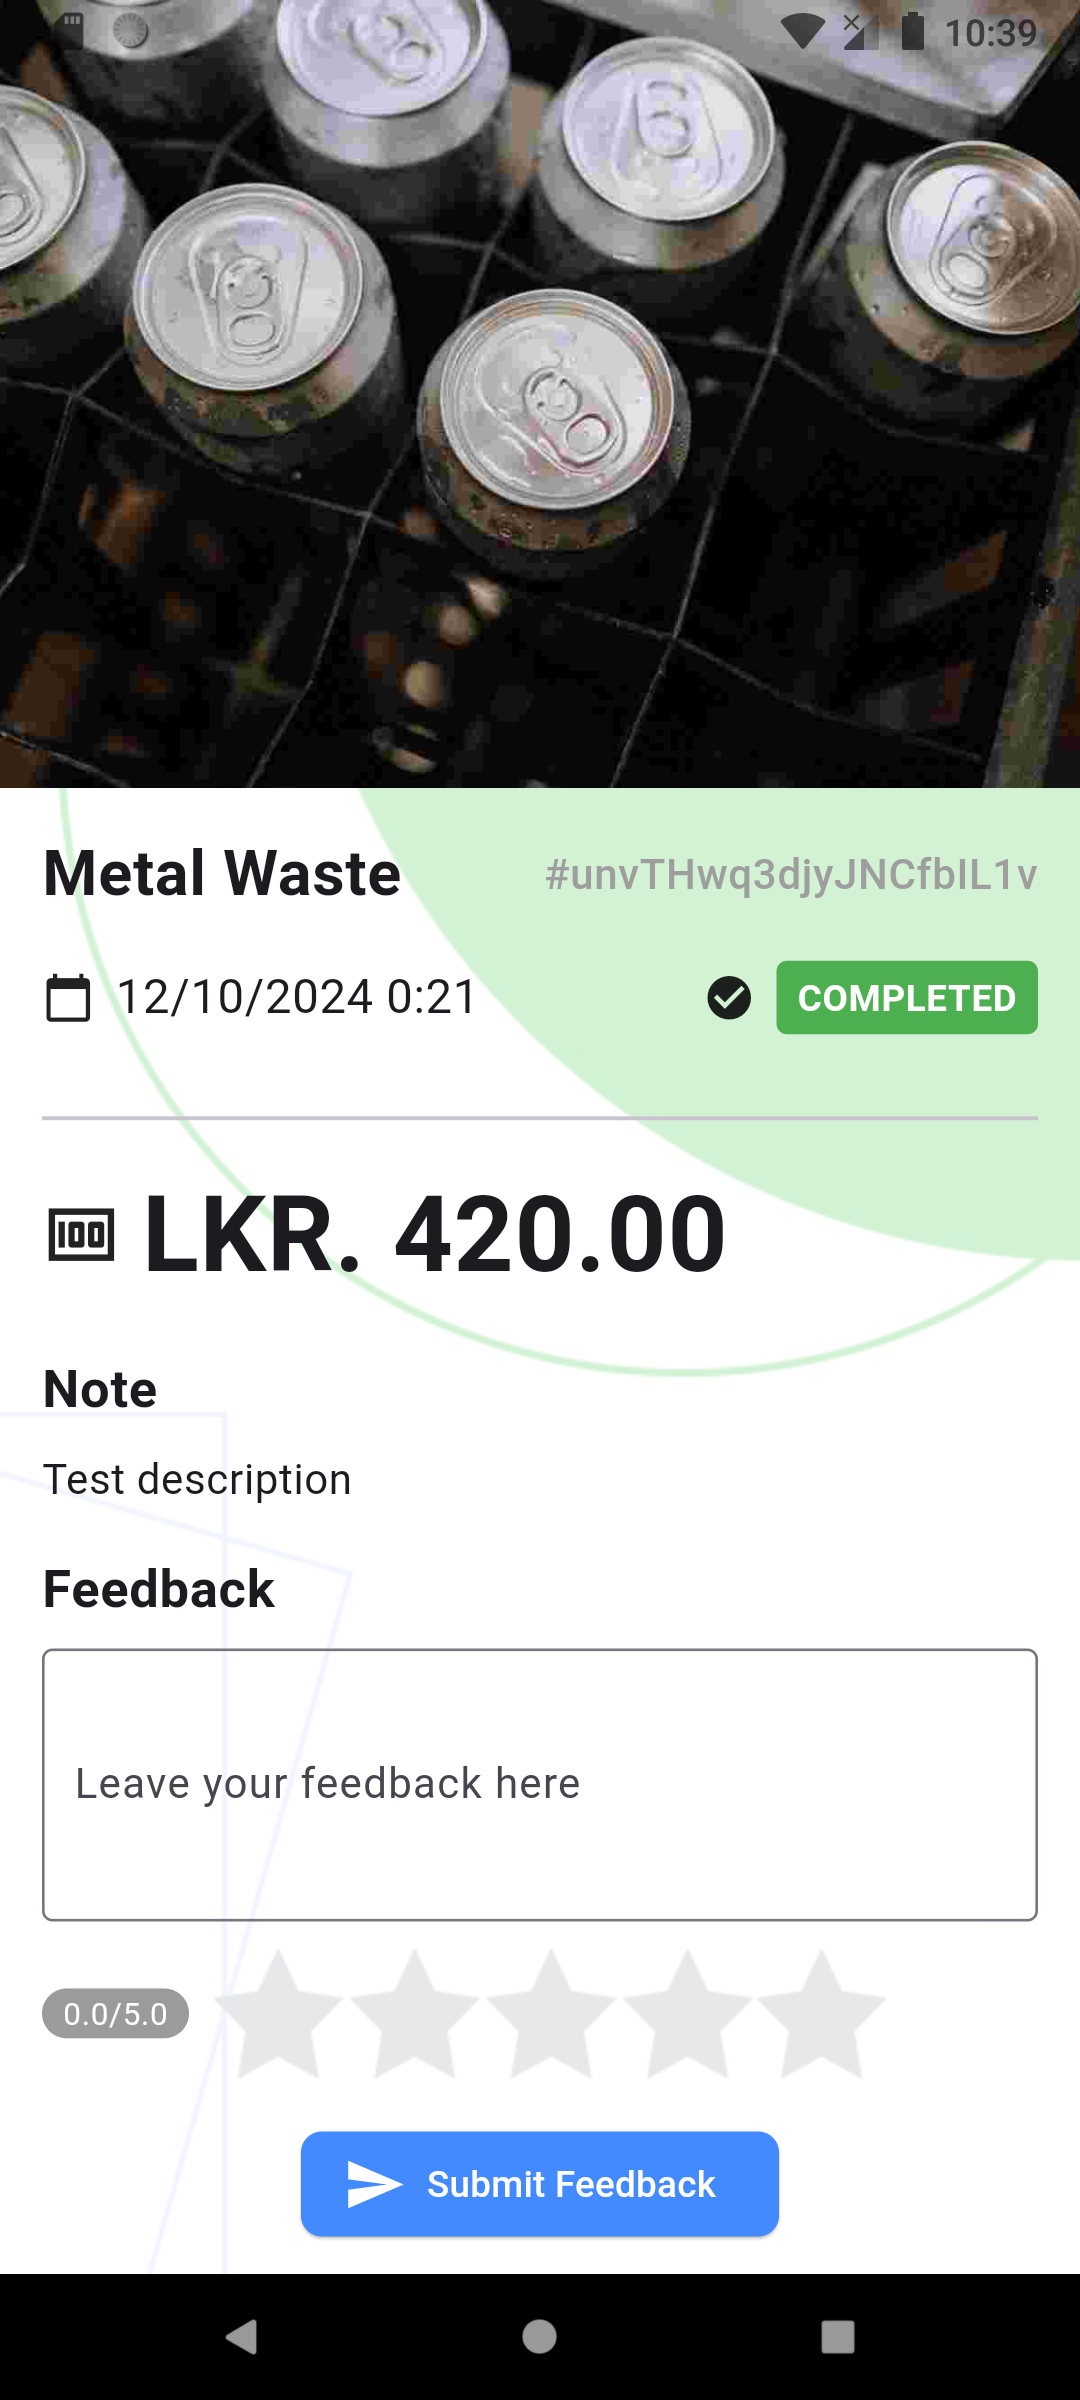 10:39
Metal Waste
#unvTHwq3djyJNCfbIL1v
12/10/2024 0:21
COMPLETED
100
LKR. 420.00
Note
Test description
Feedback
Leave your feedback here
0.0/5.0
Submit Feedback